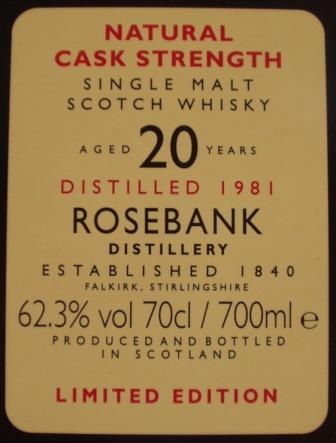 NATURAL
CASK STRENGTH
SINGLE MALT
SCOTCH WHISKY
AGED 20 YEARS
DISTILLED 1981
ROSEBANK
DISTILLERY
ESTABLISHED 1840
FALKIRK, STIRLINGSHIRE
62.3% vol 70cl / 700ml e
PRODUCED AND BOTTLED
IN SCOTLAND
LIMITED EDITION